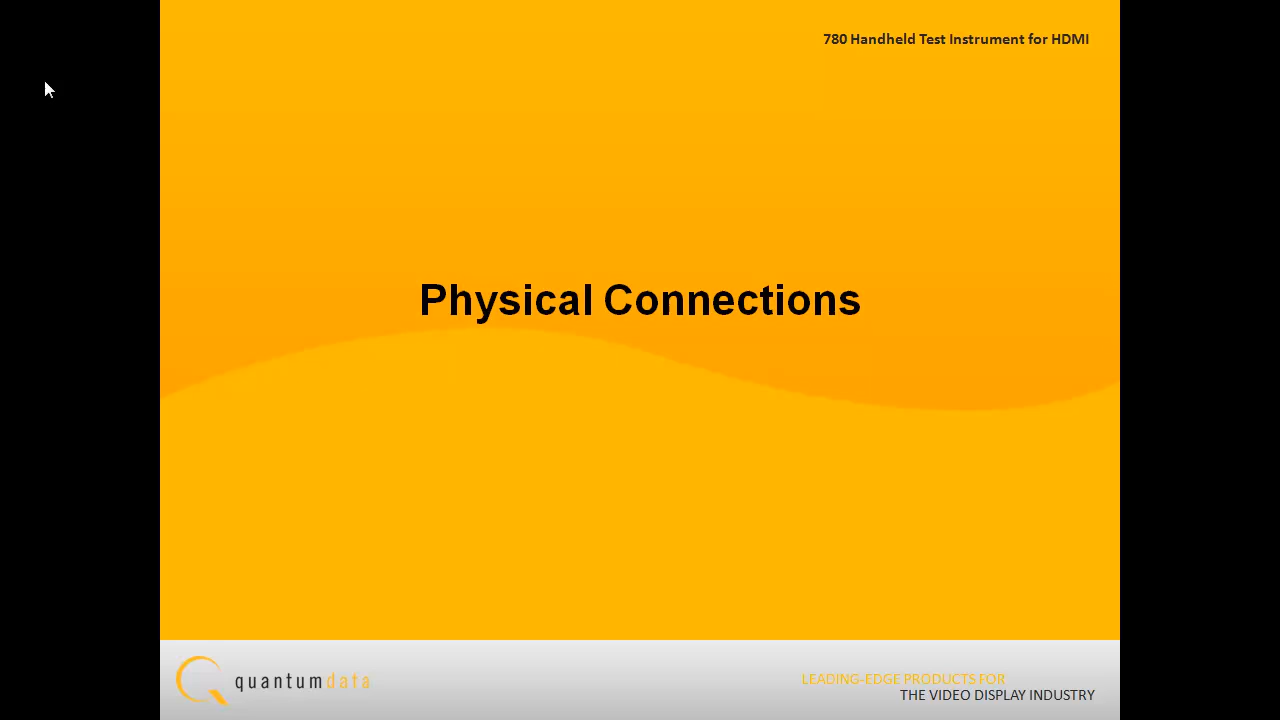 780 Handheld Test Instrument for HDMI
Physical Connections
quantumdata
LEADING-EDGE PRODUCTS FOR
THE VIDEO DISPLAY INDUSTRY